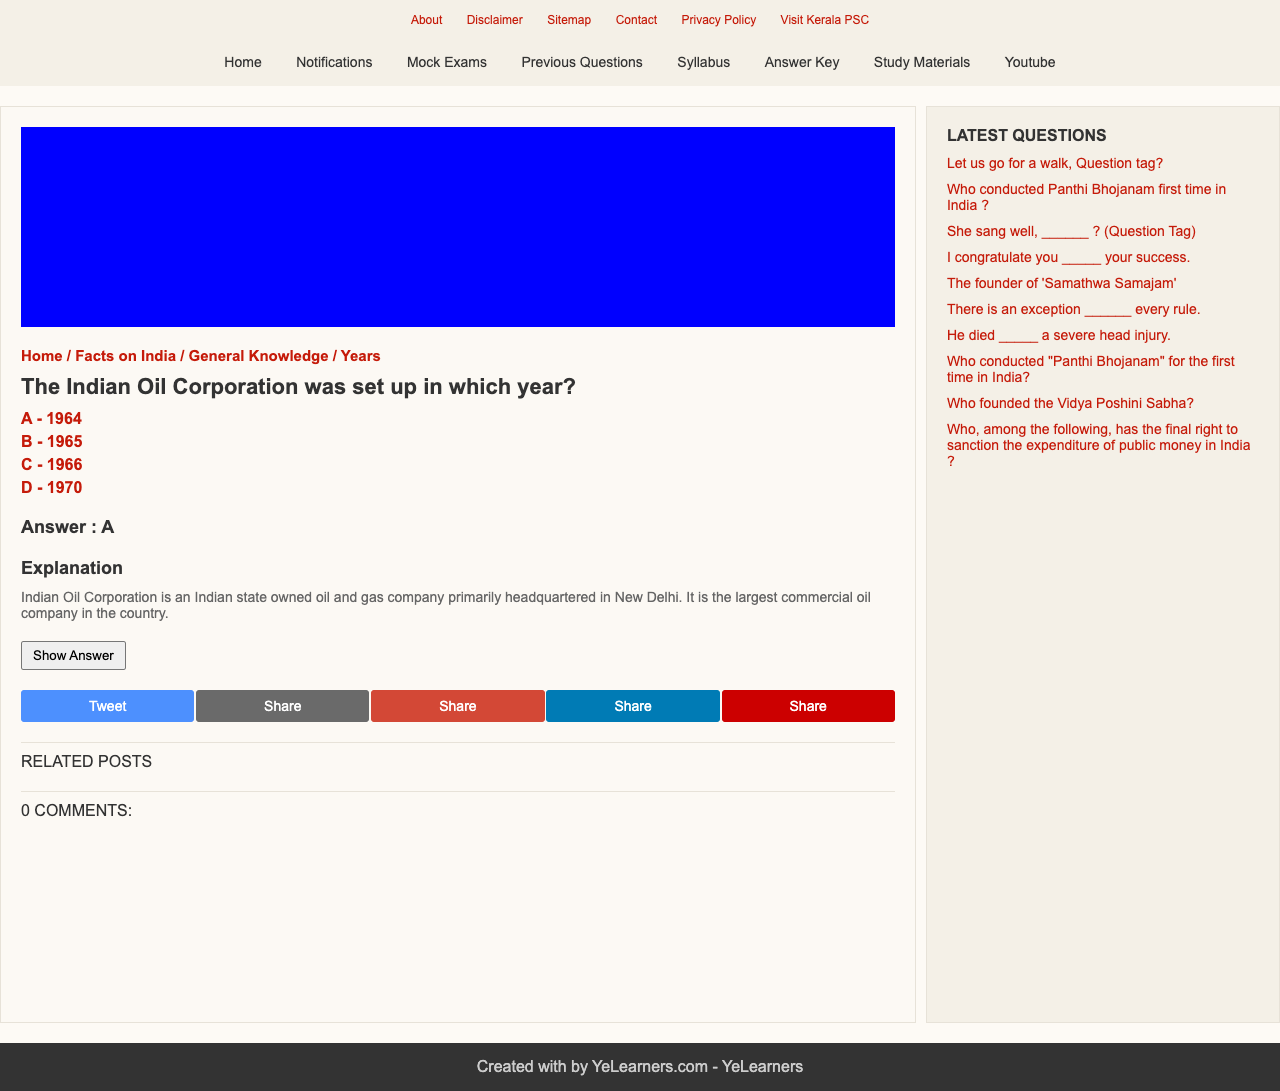 About Disclaimer Sitemap Contact Privacy Policy Visit Kerala PSC
Home Notifications Mock Exams Previous Questions Syllabus Answer Key Study Materials Youtube
Home / Facts on India / General Knowledge / Years
The Indian Oil Corporation was set up in which year?
A - 1964
B - 1965
C - 1966
D - 1970
Answer : A
Explanation
Indian Oil Corporation is an Indian state owned oil and gas company primarily headquartered in New Delhi. It is the largest commercial oil
company in the country.
Show Answer
Tweet Share Share Share Share
RELATED POSTS
0 COMMENTS:
LATEST QUESTIONS
Let us go for a walk, Question tag?
Who conducted Panthi Bhojanam first time in
India ?
She sang well, ______ ? (Question Tag)
I congratulate you _____ your success.
The founder of 'Samathwa Samajam'
There is an exception ______ every rule.
He died _____ a severe head injury.
Who conducted "Panthi Bhojanam" for the first
time in India?
Who founded the Vidya Poshini Sabha?
Who, among the following, has the final right to
sanction the expenditure of public money in India
?
Created with by YeLearners.com - YeLearners